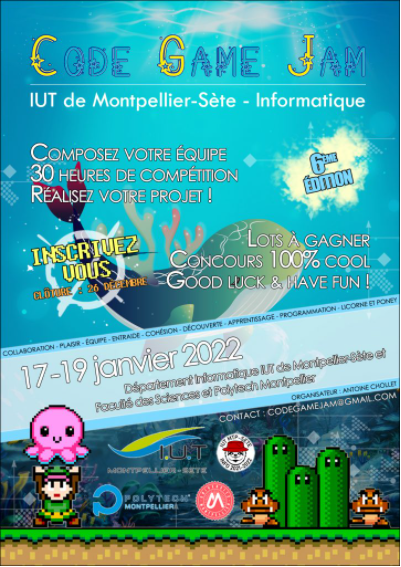 CODE GAME JAM
IUT de Montpellier-Sète - Informatique
COMPOSEZ VOTRE ÉQUIPE
30 HEURES DE COMPÉTITION
RÉALISEZ VOTRE PROJET !
6ÈME
ÉDITION
INSCRIVEZ
VOUS
CLÔTURE : 26 DÉCEMBRE
LOTS À GAGNER
CONCOURS 100% COOL
GOOD LUCK & HAVE FUN !
COLLABORATION - PLAISIR - ÉQUIPE - ENTRAIDE - COHÉSION - DÉCOUVERTE - APPRENTISSAGE - PROGRAMMATION - LICORNE ET PONEY
17-19 janvier 2022
Département Informatique IUT de Montpellier-Sète et
Faculté des Sciences et Polytech Montpellier
ORGANISATEUR : ANTOINE CHOLLET
CONTACT : CODEGAMEJAM@GMAIL.COM
IUT
MONTPELLIER - SÈTE
POLYTECH
MONTPELLIER